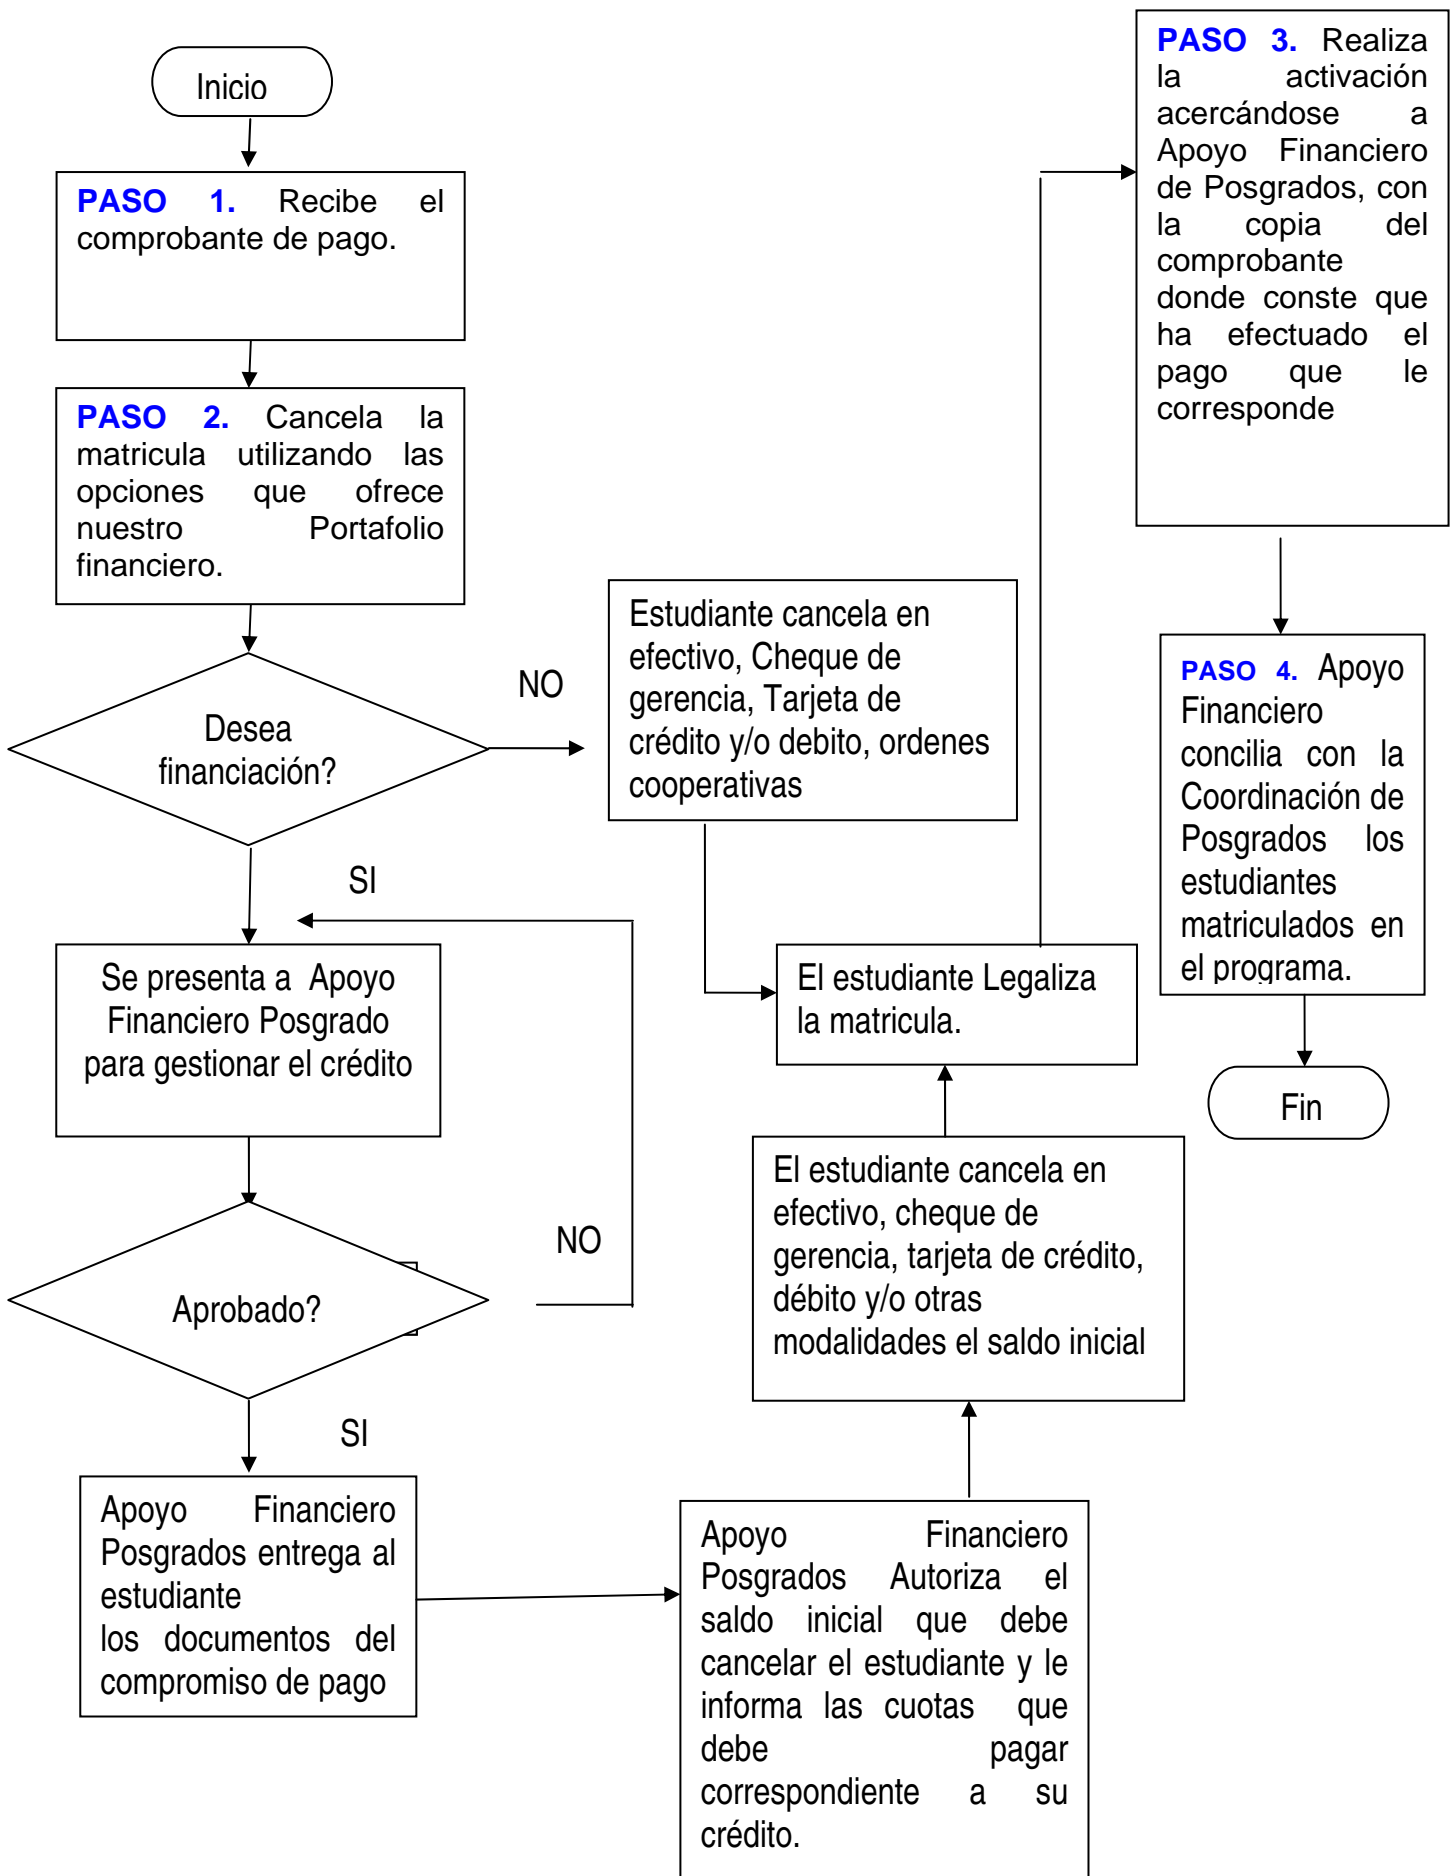 Inicio
PASO 1. Recibe el
comprobante de pago.
PASO 2. Cancela la
matricula utilizando las
opciones que ofrece
nuestro Portafolio
financiero.
Desea
financiación?
NO
Estudiante cancela en
efectivo, Cheque de
gerencia, Tarjeta de
crédito y/o debito, ordenes
cooperativas
SI
Se presenta a Apoyo
Financiero Posgrado
para gestionar el crédito
Aprobado?
NO
SI
Apoyo Financiero
Posgrados entrega al
estudiante
los documentos del
compromiso de pago
Apoyo Financiero
Posgrados Autoriza el
saldo inicial que debe
cancelar el estudiante y le
informa las cuotas que
debe pagar
correspondiente a su
crédito.
El estudiante cancela en
efectivo, cheque de
gerencia, tarjeta de crédito,
débito y/o otras
modalidades el saldo inicial
El estudiante Legaliza
la matricula.
PASO 3. Realiza
la activación
acercándose a
Apoyo Financiero
de Posgrados, con
la copia del
comprobante
donde conste que
ha efectuado el
pago que le
corresponde
PASO 4. Apoyo
Financiero
concilia con la
Coordinación de
Posgrados los
estudiantes
matriculados en
el programa.
Fin